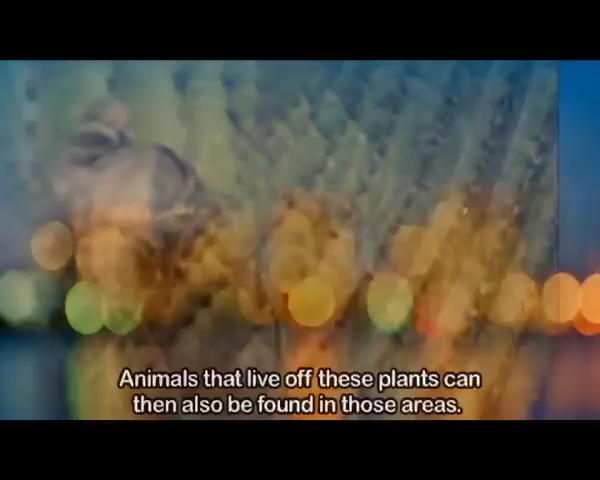 Animals that live off these plants can
then also be found in those areas.